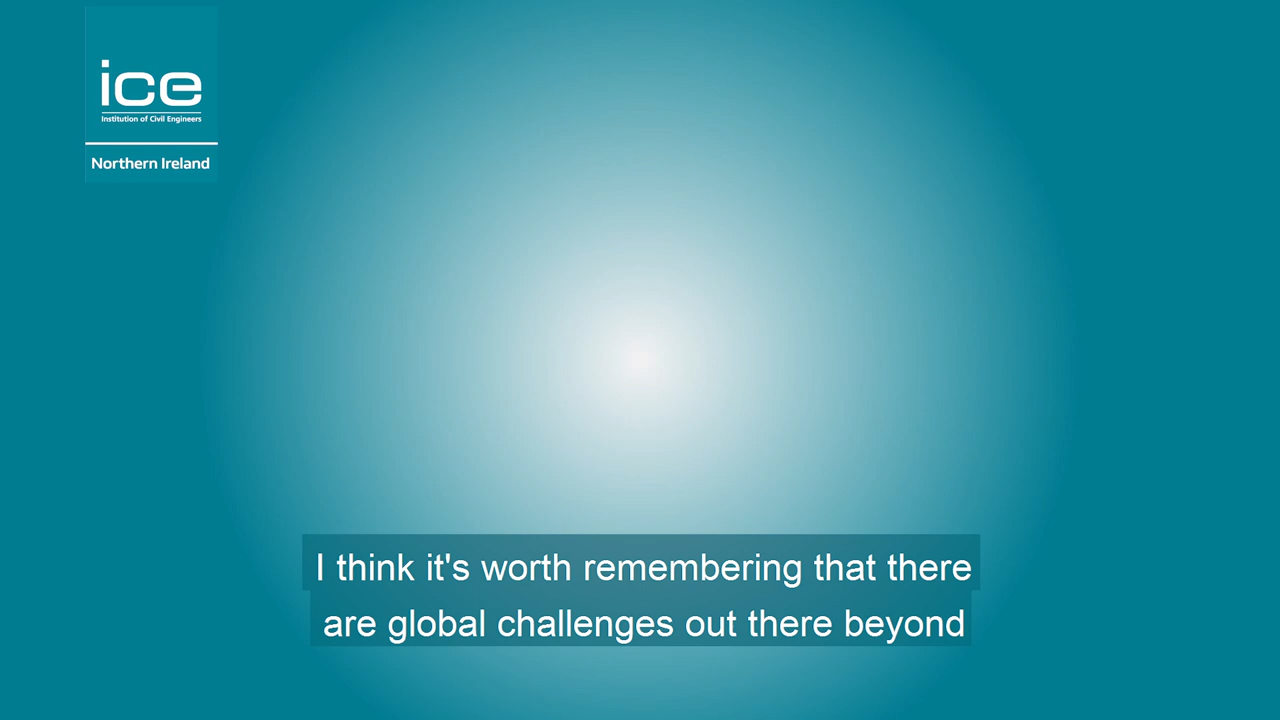 ice
Institution of Civil Engineers
Northern Ireland
I think it's worth remembering that there
are global challenges out there beyond